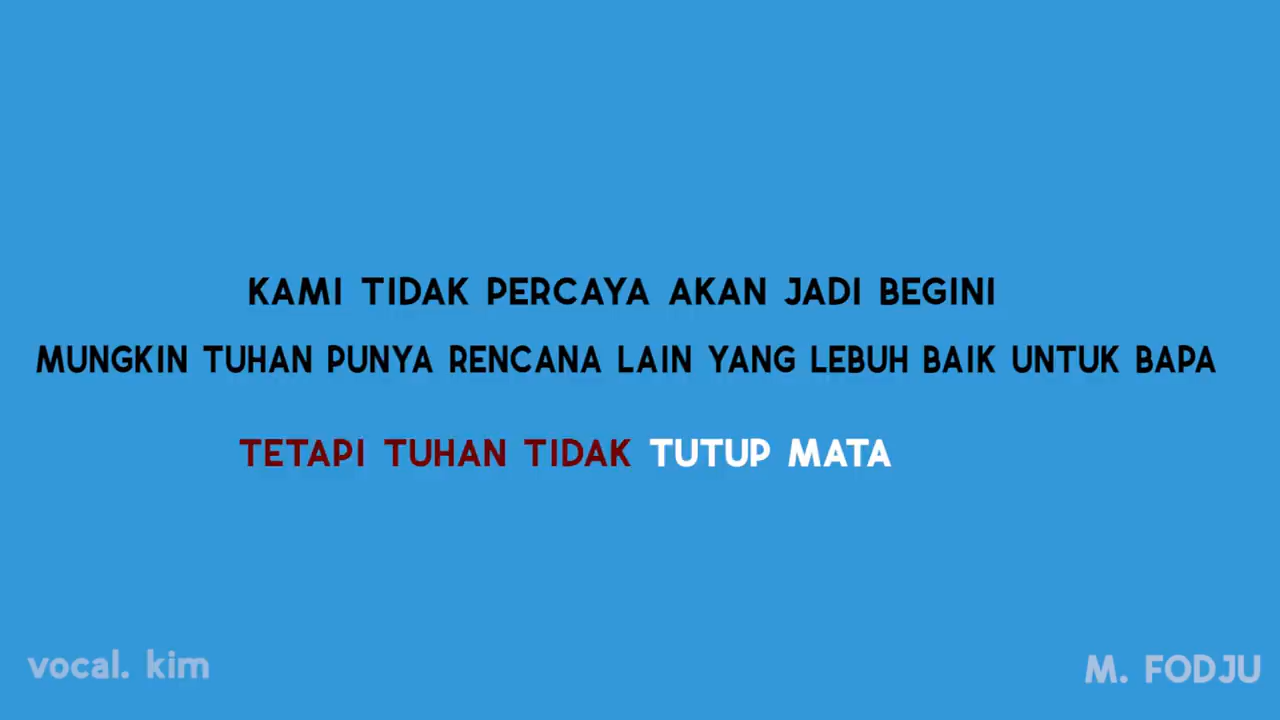 KAMI TIDAK PERCAYA AKAN JADI BEGINI
MUNGKIN TUHAN PUNYA RENCANA LAIN YANG LEBUH BAIK UNTUK BAPA
TETAPI TUHAN TIDAK TUTUP MATA
vocal. kim
M. FODJU